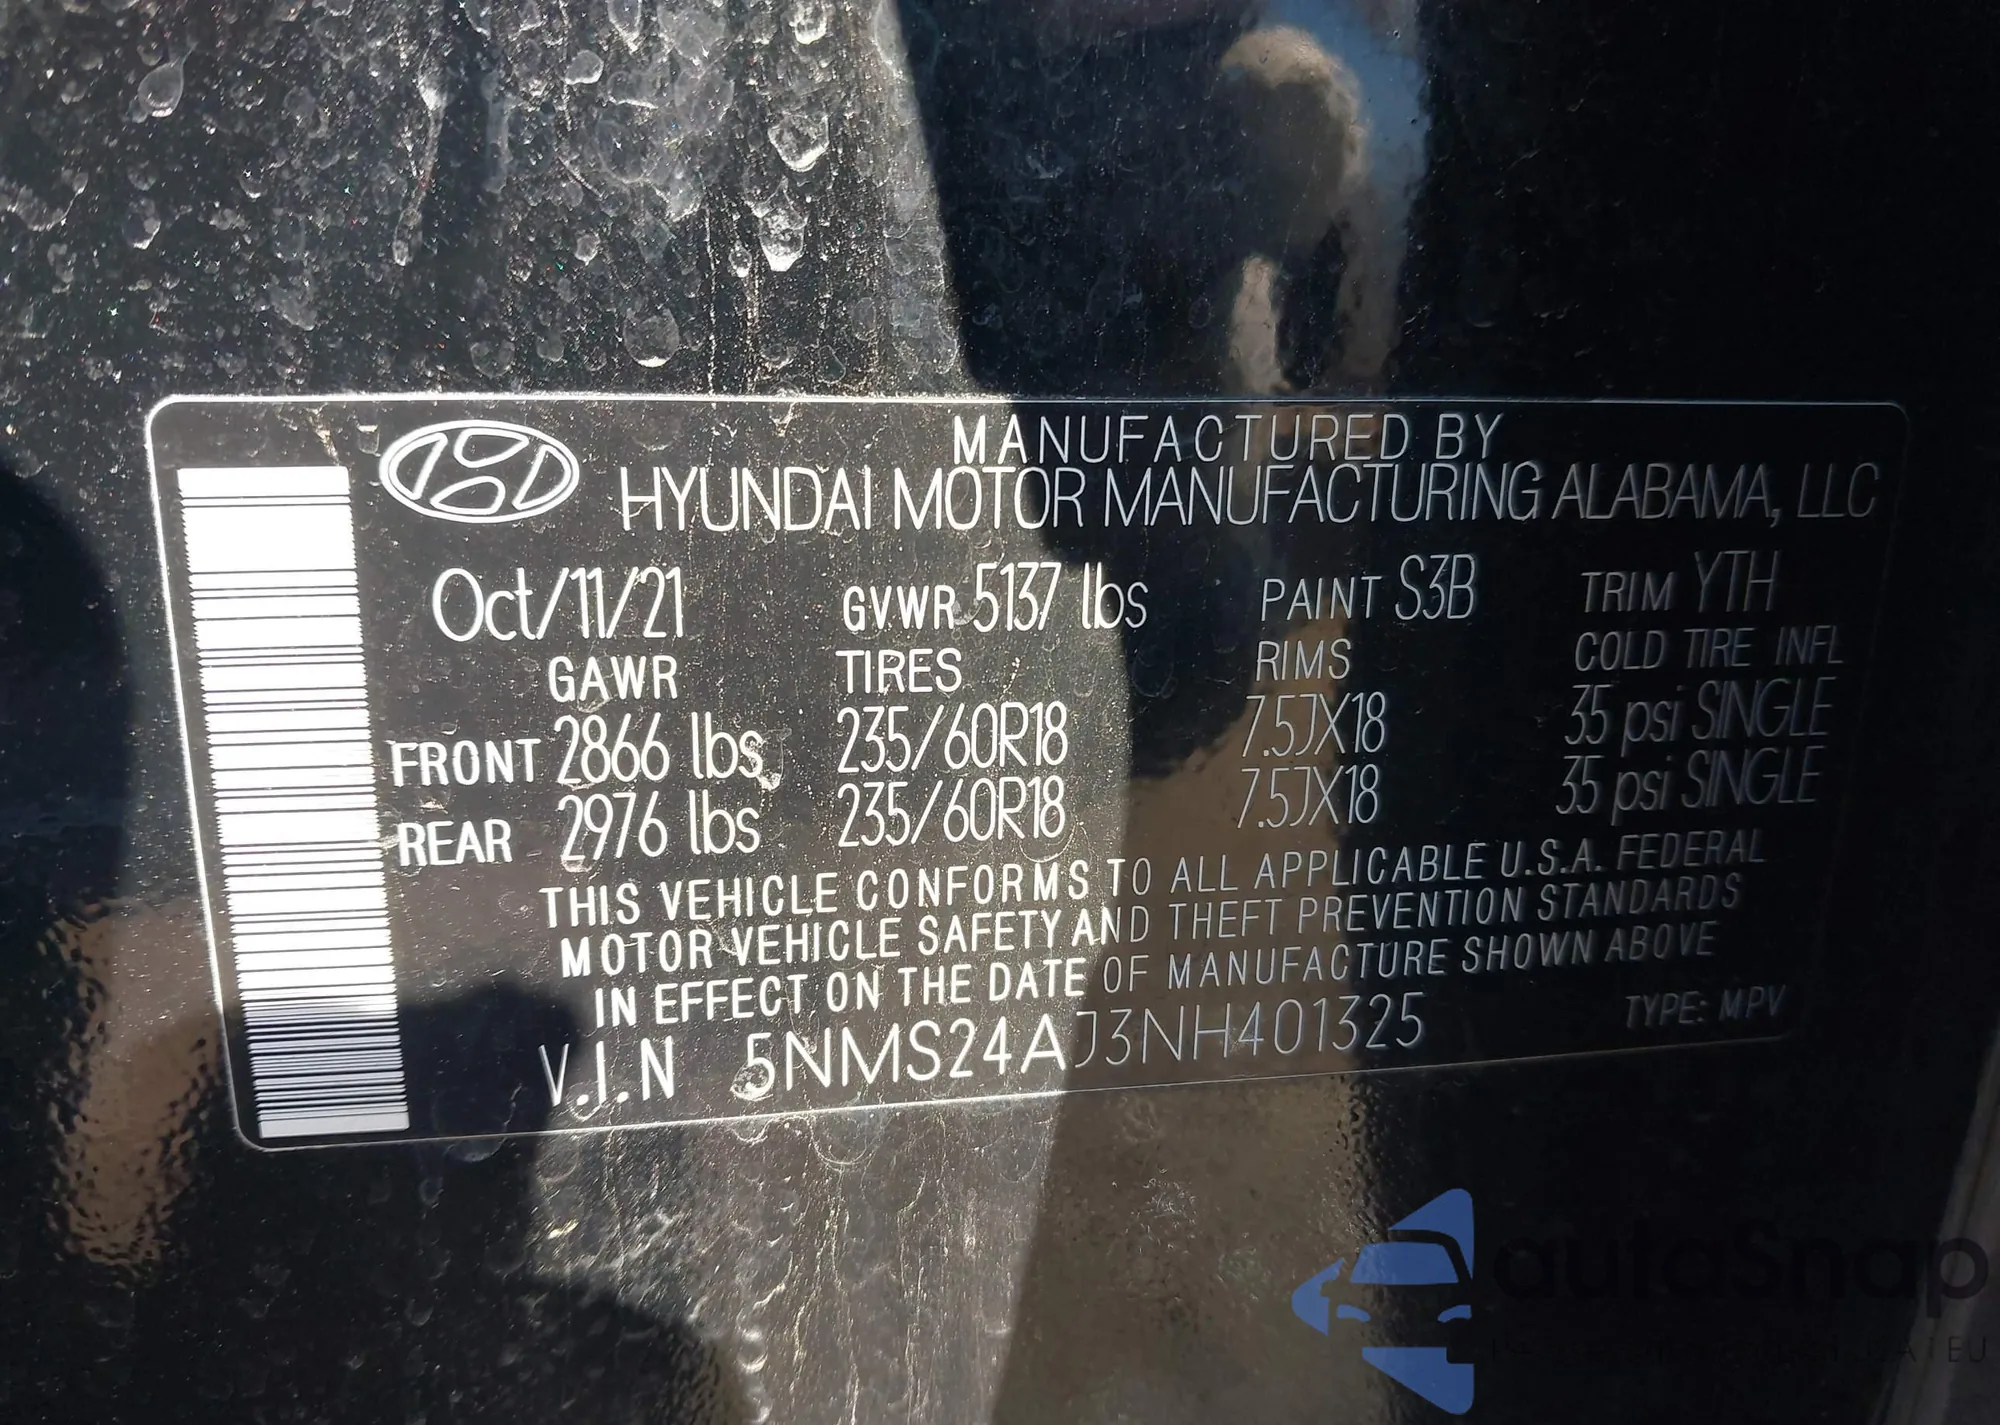 MANUFACTURED BY
HYUNDAI MOTOR MANUFACTURING ALABAMA, LLC
Oct/11/21 GVWR 5137 lbs PAINT S3B TRIM YTH
GAWR TIRES RIMS COLD TIRE INFL
FRONT 2866 lbs 235/60R18 7.5JX18 35 psi SINGLE
REAR 2976 lbs 235/60R18 7.5JX18 35 psi SINGLE
THIS VEHICLE CONFORMS TO ALL APPLICABLE U.S.A. FEDERAL
MOTOR VEHICLE SAFETY AND THEFT PREVENTION STANDARDS
IN EFFECT ON THE DATE OF MANUFACTURE SHOWN ABOVE
V.I.N 5NMS24AJ3NH401325 TYPE: MPV
autoSnap